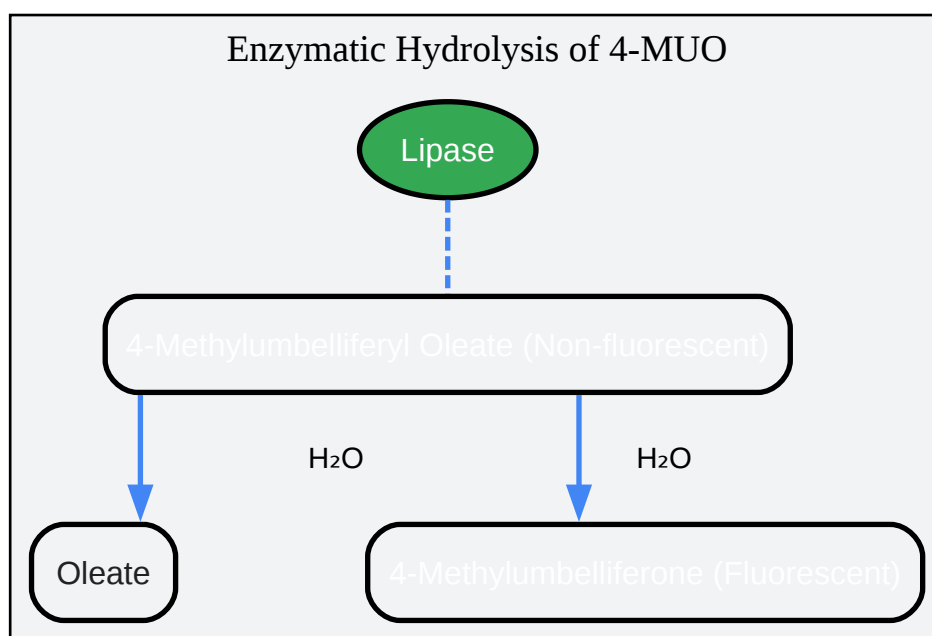 Enzymatic Hydrolysis of 4-MUO
Lipase
4-Methylumbelliferyl Oleate (Non-fluorescent)
H₂O
H₂O
Oleate
4-Methylumbelliferone (Fluorescent)